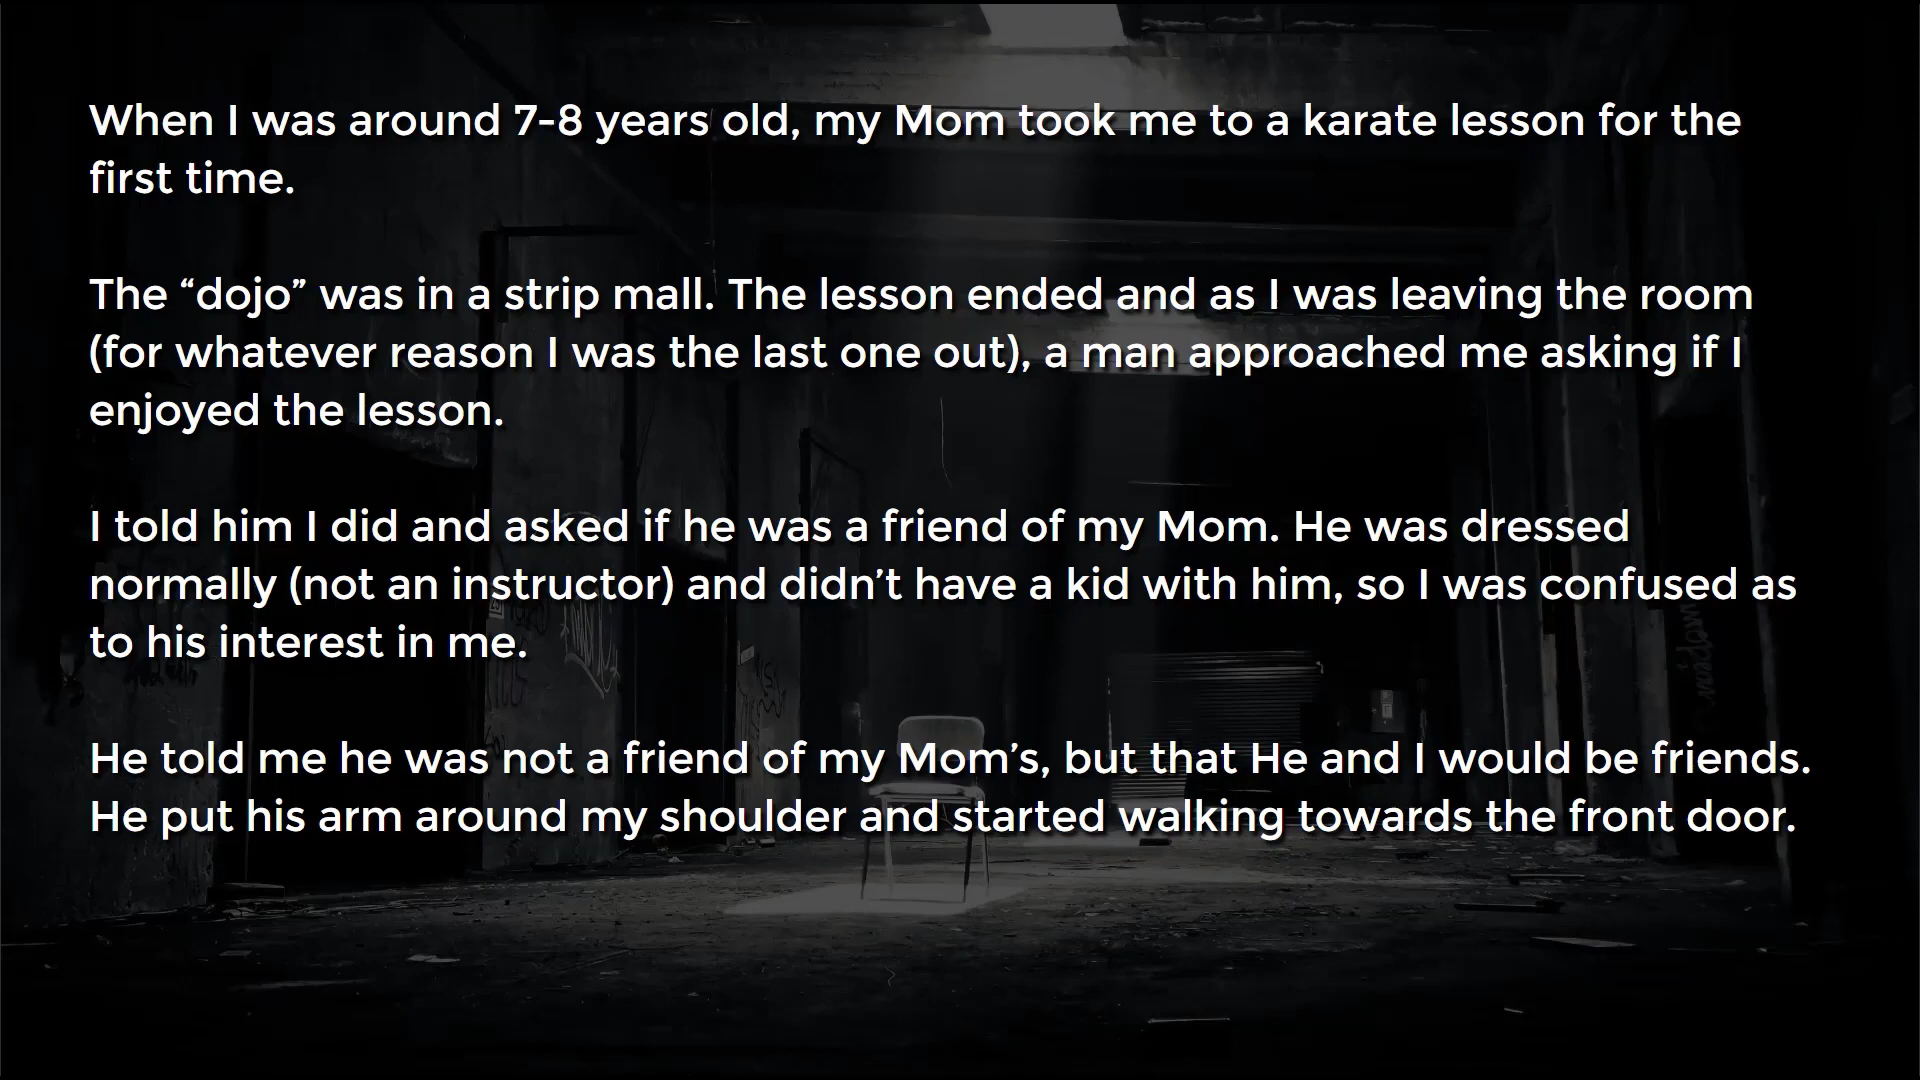 When I was around 7-8 years old, my Mom took me to a karate lesson for the
first time.
The “dojo” was in a strip mall. The lesson ended and as I was leaving the room
(for whatever reason I was the last one out), a man approached me asking if I
enjoyed the lesson.
I told him I did and asked if he was a friend of my Mom. He was dressed
normally (not an instructor) and didn’t have a kid with him, so I was confused as
to his interest in me.
He told me he was not a friend of my Mom’s, but that He and I would be friends.
He put his arm around my shoulder and started walking towards the front door.